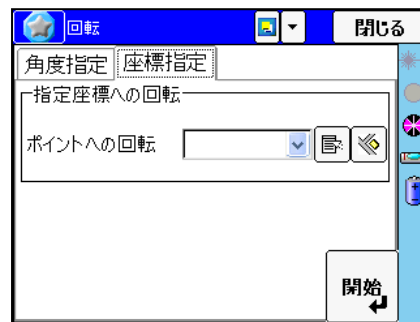 回転
閉じる
角度指定 座標指定
指定座標への回転
ポイントへの回転
開始